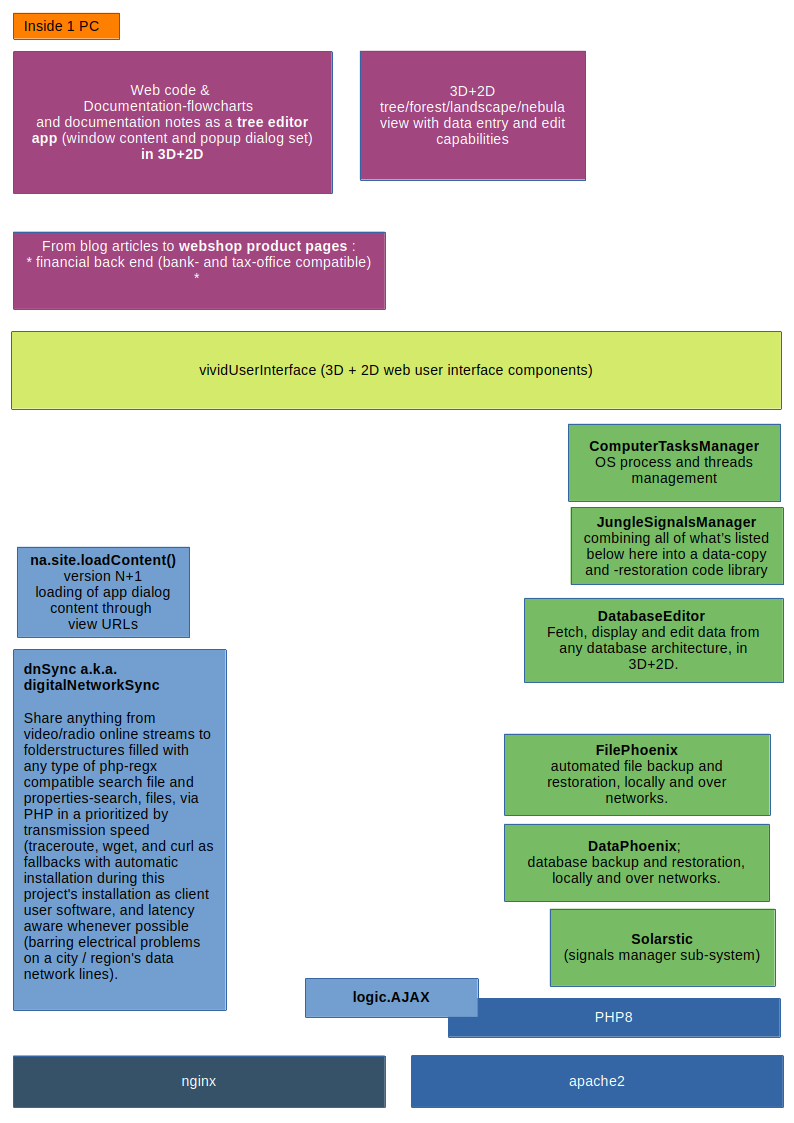 Inside 1 PC
Web code &
Documentation-flowcharts
and documentation notes as a tree editor
app (window content and popup dialog set)
in 3D+2D
3D+2D
tree/forest/landscape/nebula
view with data entry and edit
capabilities
From blog articles to webshop product pages :
* financial back end (bank- and tax-office compatible)
*
vividUserInterface (3D + 2D web user interface components)
ComputerTasksManager
OS process and threads
management
JungleSignalsManager
combining all of what's listed
below here into a data-copy
and -restoration code library
na.site.loadContent()
version N+1
loading of app dialog
content through
view URLs
DatabaseEditor
Fetch, display and edit data from
any database architecture, in
3D+2D.
dnSync a.k.a.
digitalNetworkSync
Share anything from
video/radio online streams to
folderstructures filled with
any type of php-regx
compatible search file and
properties-search, files, via
PHP in a prioritized by
transmission speed
(traceroute, wget, and curl as
fallbacks with automatic
installation during this
project's installation as client
user software, and latency
aware whenever possible
(barring electrical problems
on a city / region's data
network lines).
FilePhoenix
automated file backup and
restoration, locally and over
networks.
DataPhoenix;
database backup and restoration,
locally and over networks.
Solarstic
(signals manager sub-system)
logic.AJAX
PHP8
nginx
apache2